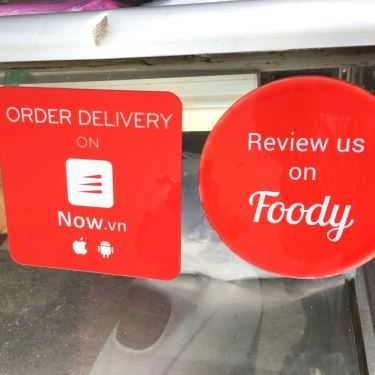 ORDER DELIVERY
ON
Now.vn
Review us
on
Foody